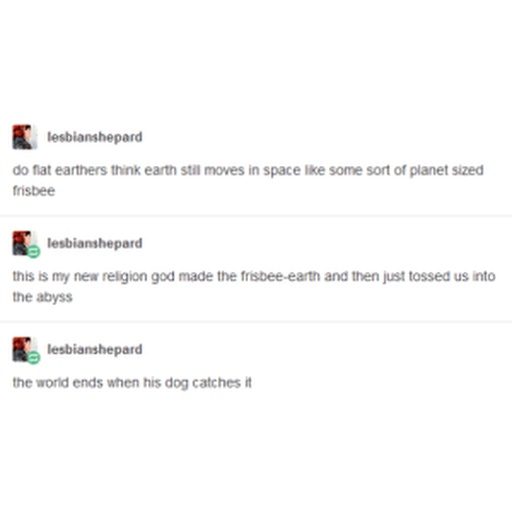 lesbianshepard
do flat earthers think earth still moves in space like some sort of planet sized
frisbee
lesbianshepard
this is my new religion god made the frisbee-earth and then just tossed us into
the abyss
lesbianshepard
the world ends when his dog catches it